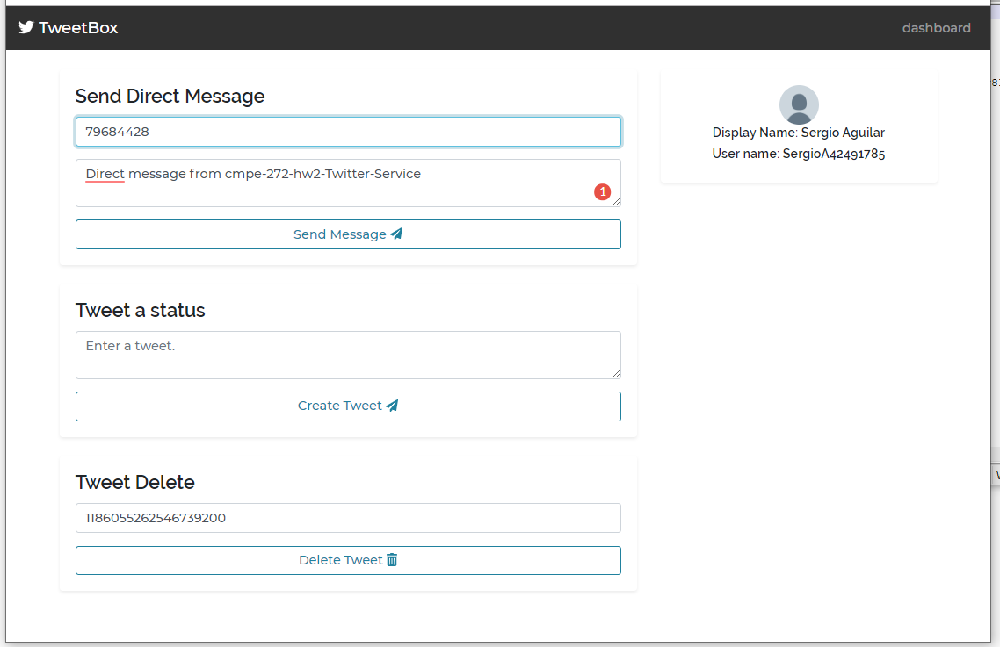 TweetBox
dashboard
Send Direct Message
79684428
Direct message from cmpe-272-hw2-Twitter-Service
1
Send Message
Tweet a status
Enter a tweet.
Create Tweet
Tweet Delete
1186055262546739200
Delete Tweet
Display Name: Sergio Aguilar
User name: SergioA42491785